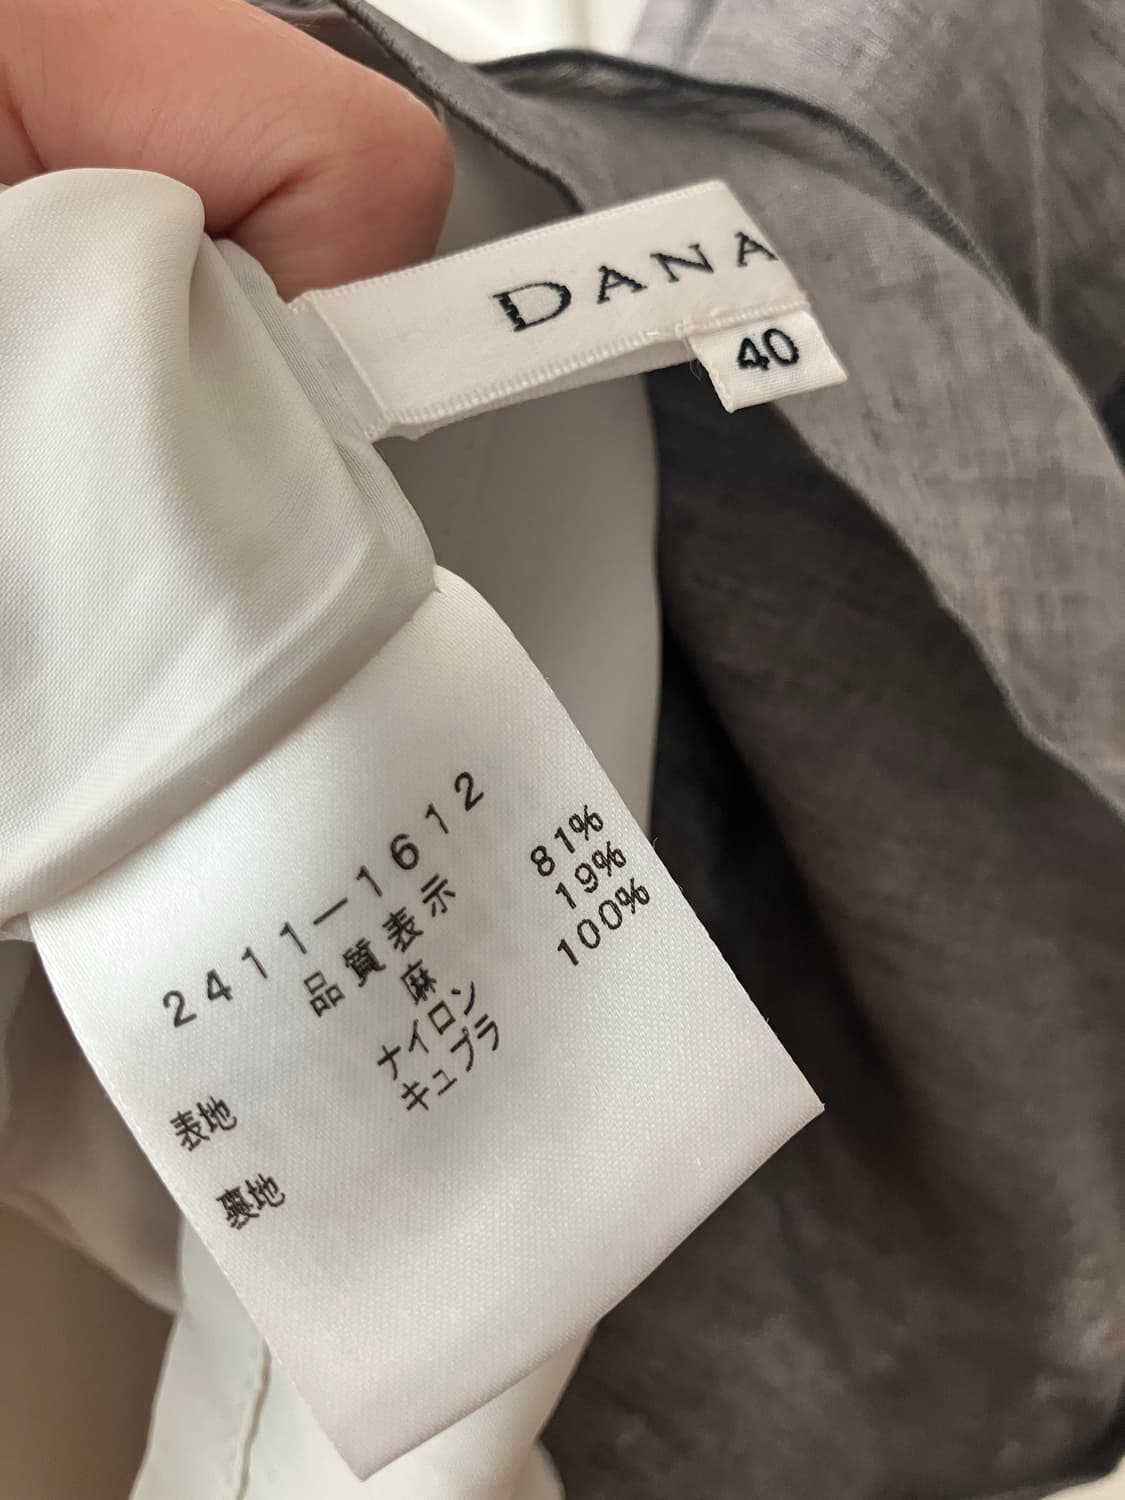 DANA
40
2411-1612
品質表示
表地 麻 81%
ナイロン 19%
裏地 キュプラ 100%